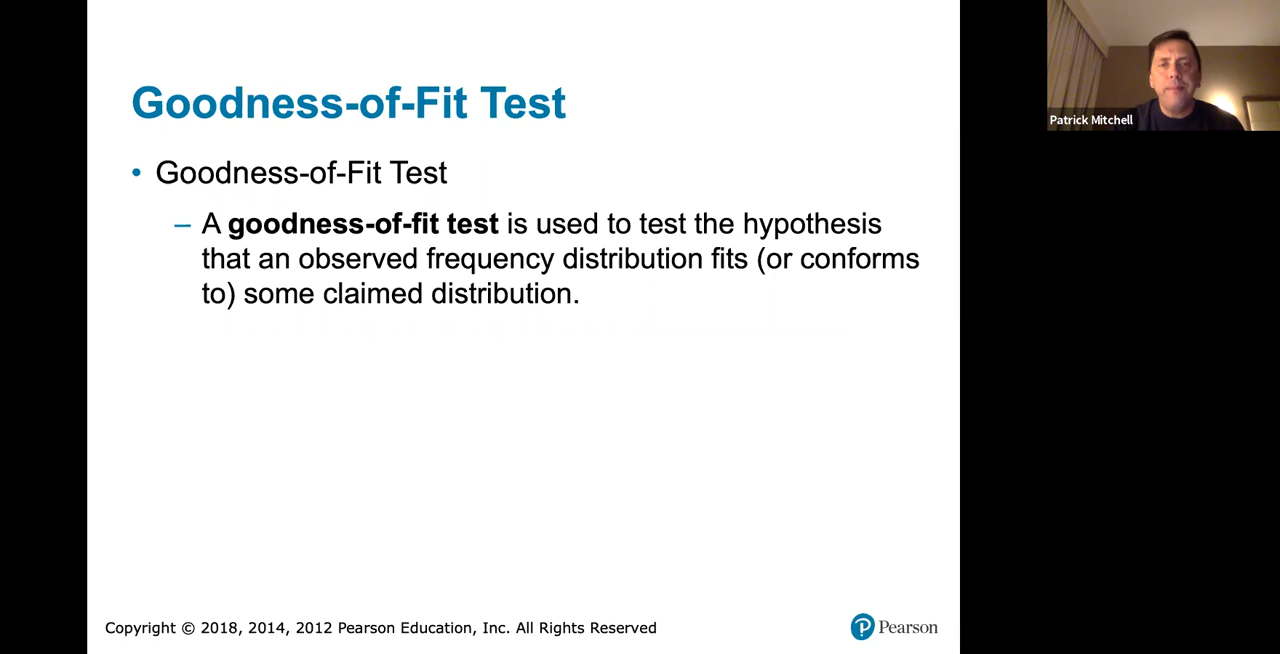 Goodness-of-Fit Test
• Goodness-of-Fit Test
– A goodness-of-fit test is used to test the hypothesis
that an observed frequency distribution fits (or conforms
to) some claimed distribution.
Patrick Mitchell
Copyright © 2018, 2014, 2012 Pearson Education, Inc. All Rights Reserved
Pearson